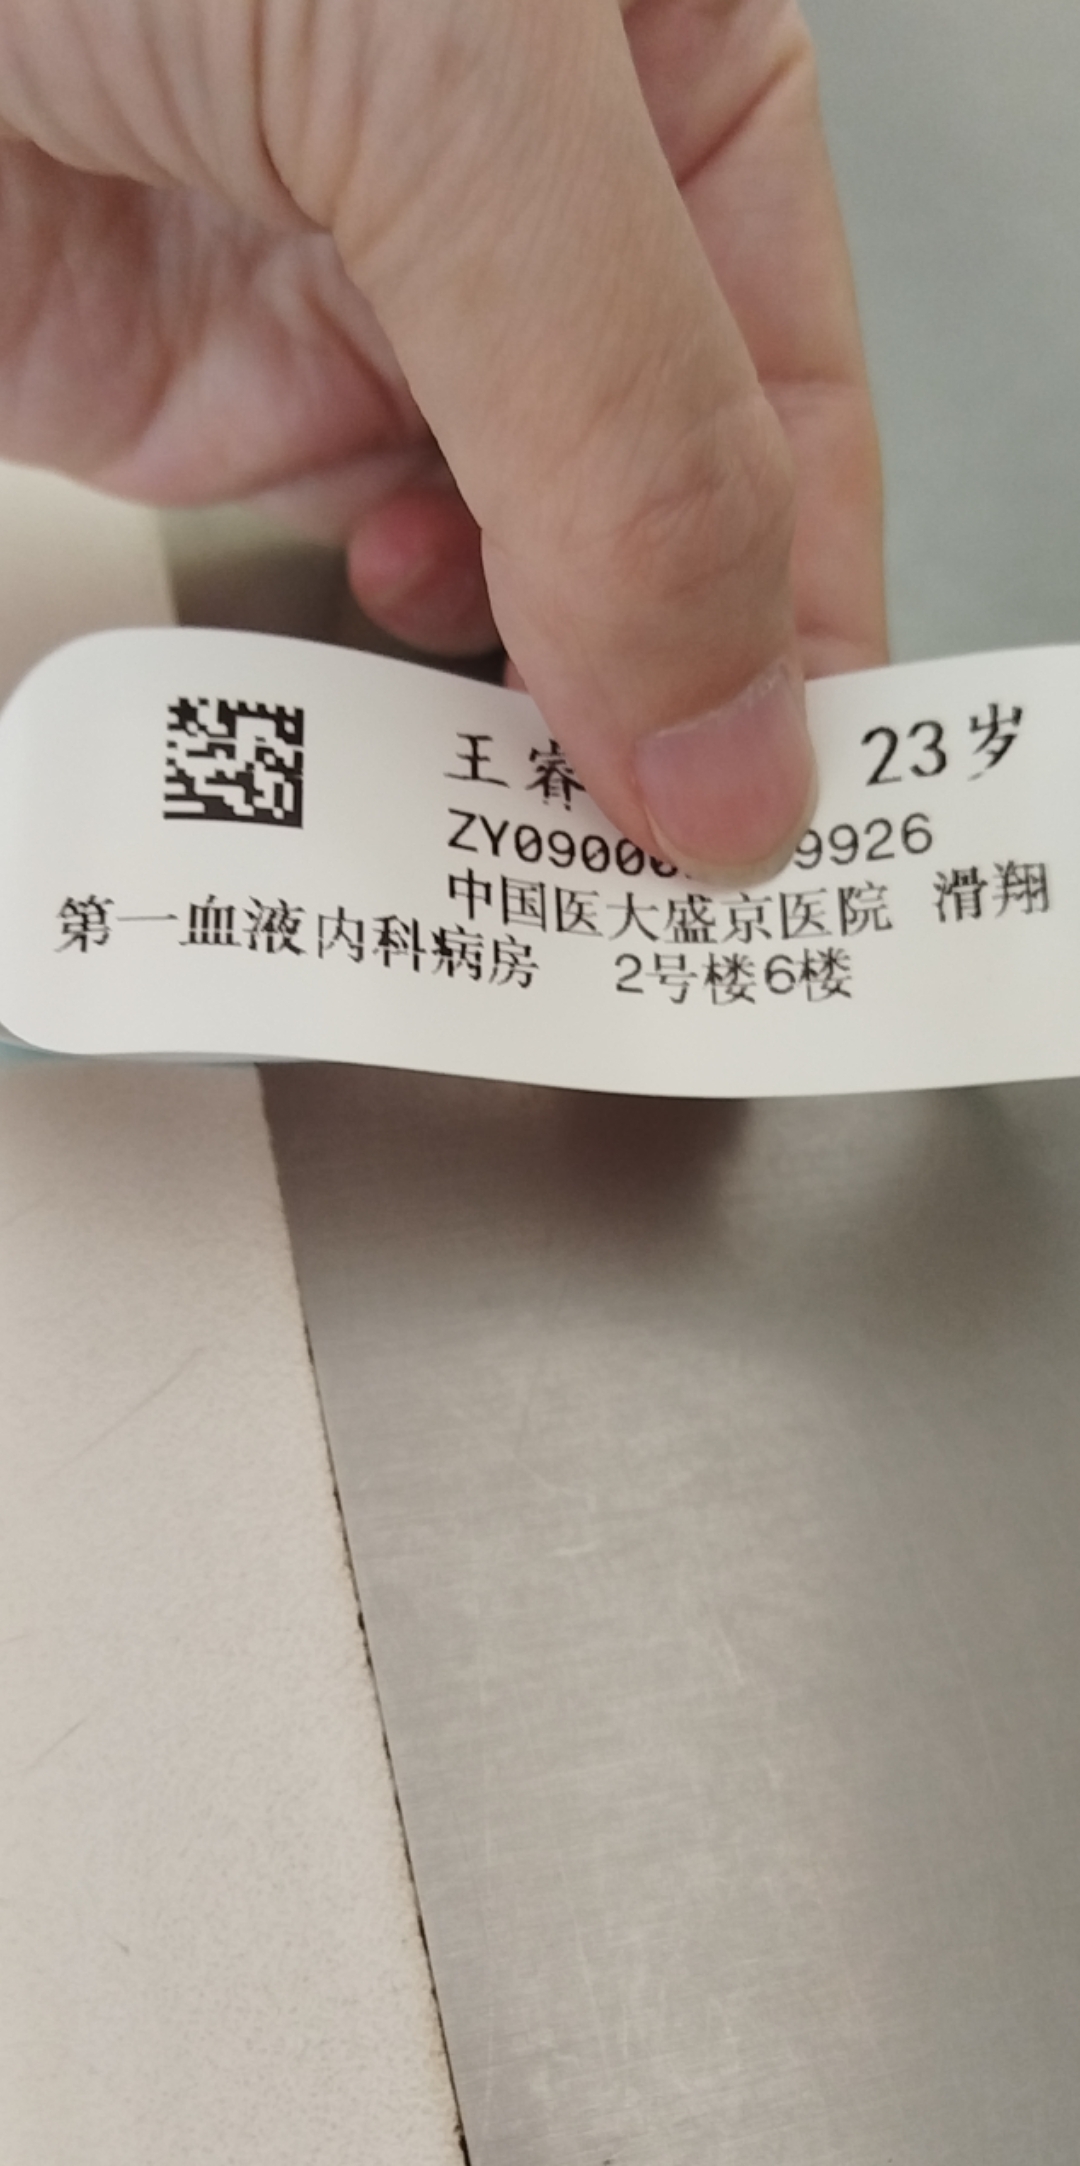 王睿 23岁
ZY0900 9926
中国医大盛京医院 滑翔
第一血液内科病房 2号楼6楼